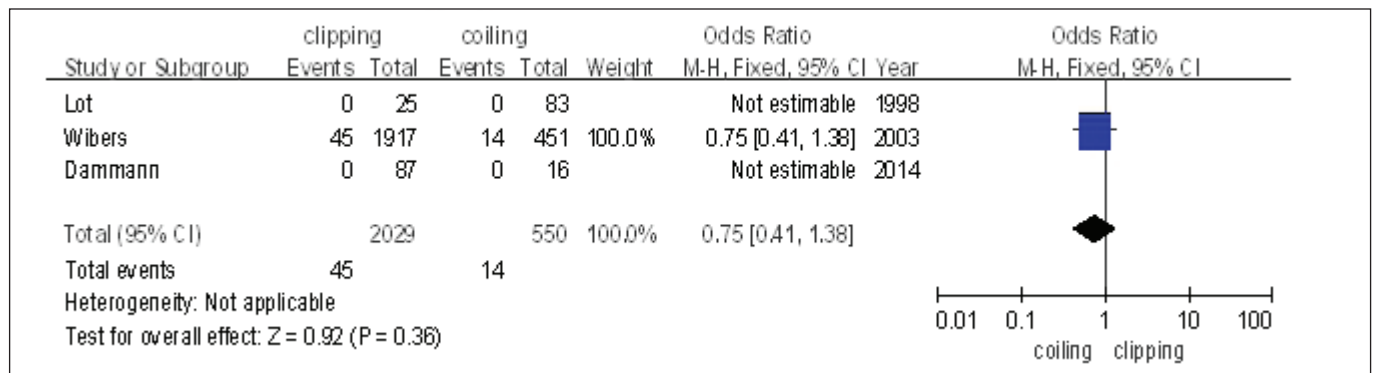 clipping coiling Odds Ratio Odds Ratio
Study or Subgroup Events Total Events Total Weight M-H, Fixed, 95% CI Year M-H, Fixed, 95% CI
Lot 0 25 0 83 Not estimable 1998
Wibers 45 1917 14 451 100.0% 0.75 [0.41, 1.38] 2003
Dammann 0 87 0 16 Not estimable 2014
Total (95% CI) 2029 550 100.0% 0.75 [0.41, 1.38]
Total events 45 14
Heterogeneity: Not applicable
Test for overall effect: Z = 0.92 (P = 0.36)
0.01 0.1 1 10 100
coiling clipping